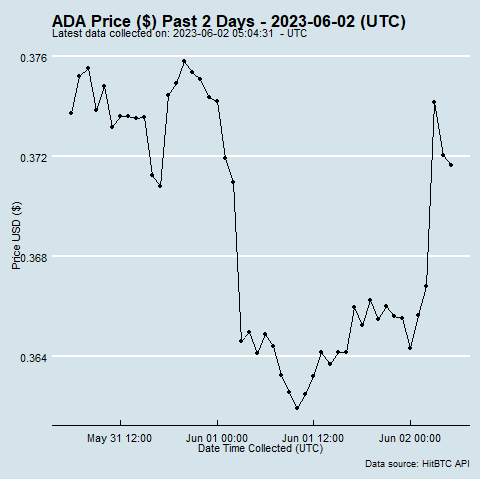 ADA Price ($) Past 2 Days - 2023-06-02 (UTC)
Latest data collected on: 2023-06-02 05:04:31  - UTC
0.376
0.372
0.368
0.364
Price USD ($)
May 31 12:00
Jun 01 00:00
Jun 01 12:00
Jun 02 00:00
Date Time Collected (UTC)
Data source: HitBTC API